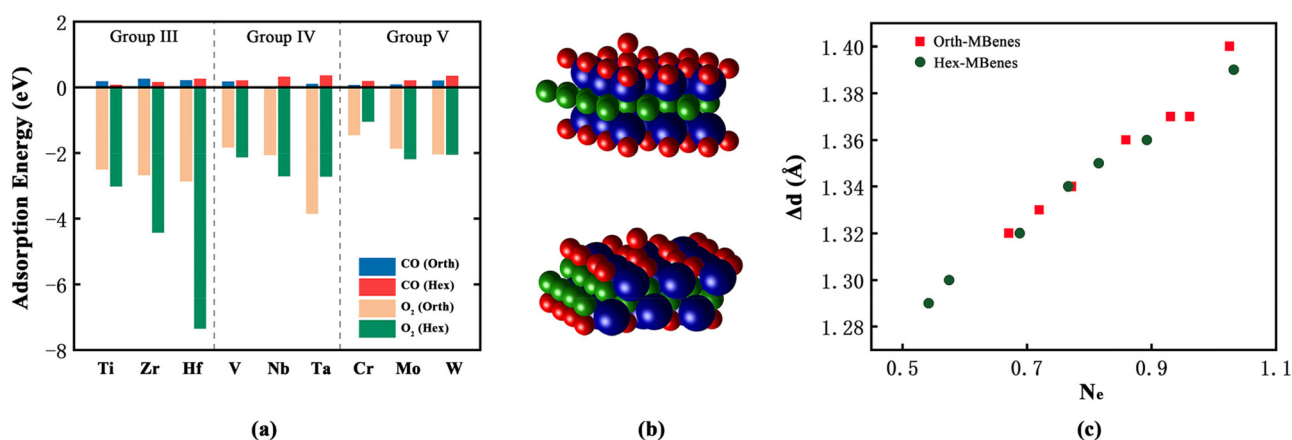 Adsorption Energy (eV)
2
0
−2
−4
−6
−8
Group III
Group IV
Group V
CO (Orth)
CO (Hex)
O2 (Orth)
O2 (Hex)
Ti Zr Hf V Nb Ta Cr Mo W
(a)
(b)
Δd (Å)
1.40
1.38
1.36
1.34
1.32
1.30
1.28
Orth-MBenes
Hex-MBenes
0.5 0.7 0.9 1.1
Ne
(c)